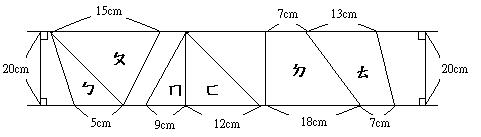 15cm 7cm 13cm
20cm ㄅ ㄆ ㄇ ㄈ ㄉ ㄊ 20cm
5cm 9cm 12cm 18cm 7cm